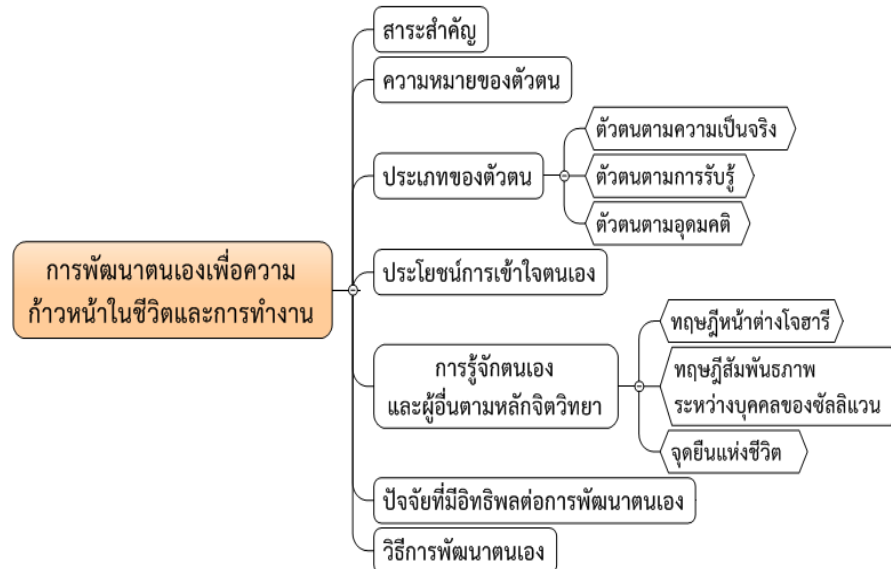 สาระสำคัญ
ความหมายของตัวตน
ประเภทของตัวตน
ตัวตนตามความเป็นจริง
ตัวตนตามการรับรู้
ตัวตนตามอุดมคติ
การพัฒนาตนเองเพื่อความ
ก้าวหน้าในชีวิตและการทำงาน
ประโยชน์การเข้าใจตนเอง
การรู้จักตนเอง
และผู้อื่นตามหลักจิตวิทยา
ทฤษฎีหน้าต่างโจฮารี
ทฤษฎีสัมพันธภาพ
ระหว่างบุคคลของซัลลิแวน
จุดยืนแห่งชีวิต
ปัจจัยที่มีอิทธิพลต่อการพัฒนาตนเอง
วิธีการพัฒนาตนเอง